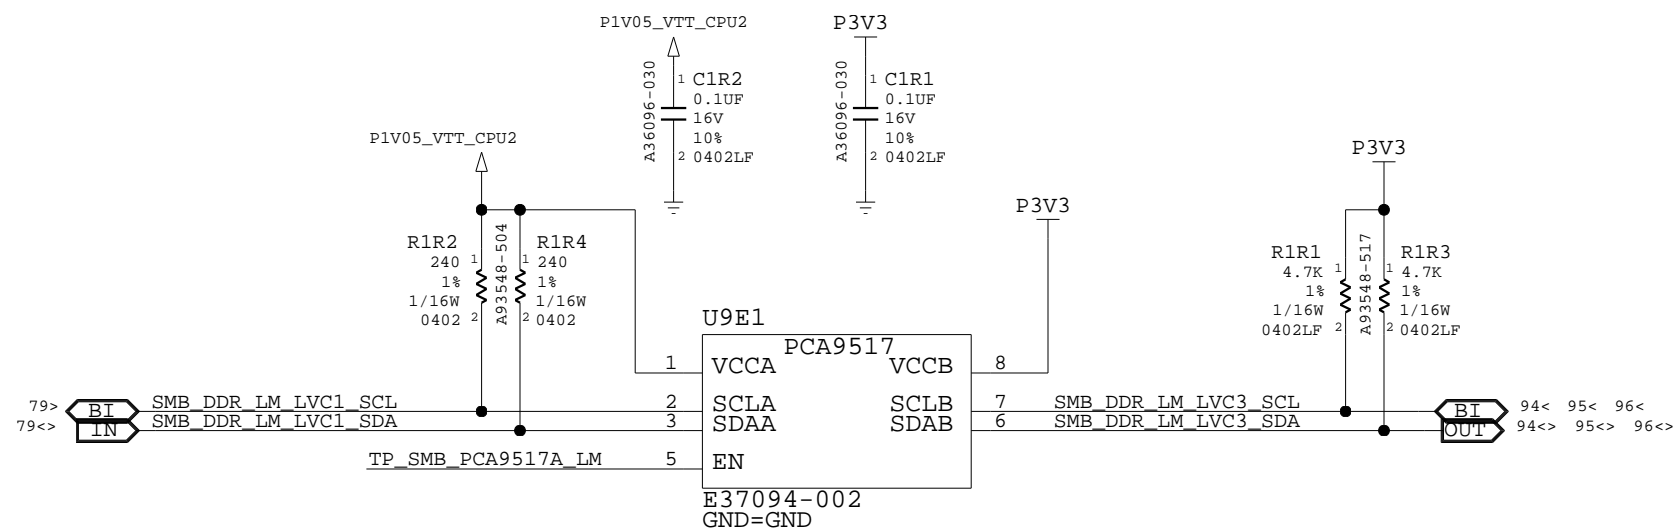 P1V05_VTT_CPU2
P3V3
1 C1R2
0.1UF
16V
10%
2 0402LF
A36096-030
1 C1R1
0.1UF
16V
10%
2 0402LF
A36096-030
P1V05_VTT_CPU2
P3V3
P3V3
R1R2
240 1
1%
1/16W
0402 2
A93548-504
R1R4
1 240
1%
1/16W
2 0402
R1R1
4.7K 1
1%
1/16W
0402LF 2
A93548-517
R1R3
1 4.7K
1%
1/16W
2 0402LF
U9E1
PCA9517
1 VCCA
VCCB 8
79> BI SMB_DDR_LM_LVC1_SCL 2 SCLA
SCLB 7 SMB_DDR_LM_LVC3_SCL BI 94< 95< 96<
79<> IN SMB_DDR_LM_LVC1_SDA 3 SDAA
SDAB 6 SMB_DDR_LM_LVC3_SDA OUT 94<> 95<> 96<>
TP_SMB_PCA9517A_LM 5 EN
E37094-002
GND=GND